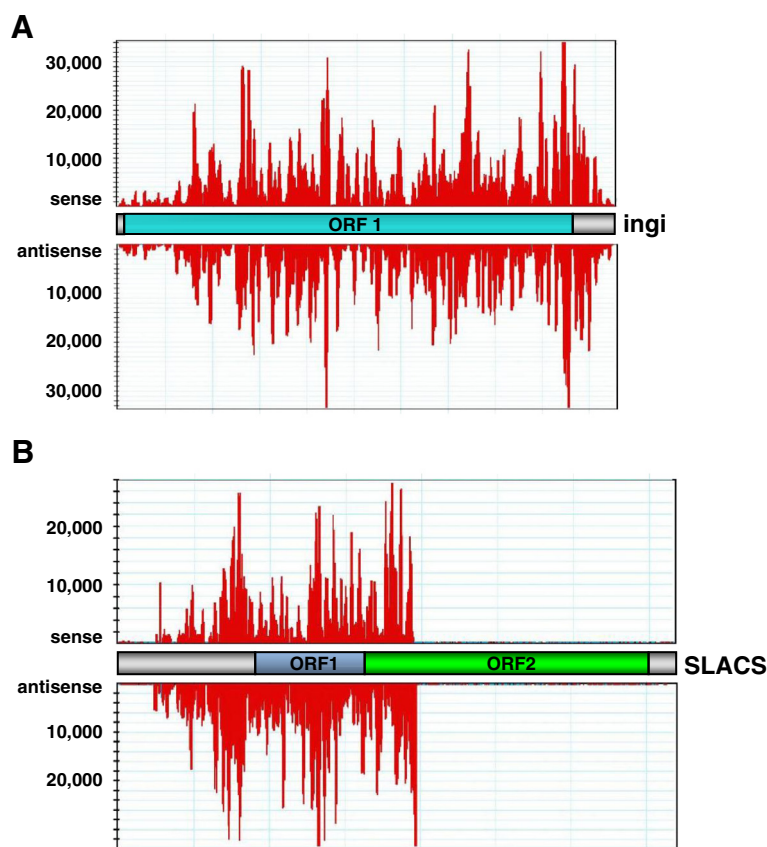 A
30,000
20,000
10,000
sense
ORF 1
ingi
antisense
10,000
20,000
30,000
B
20,000
10,000
sense
ORF1
ORF2
SLACS
antisense
10,000
20,000